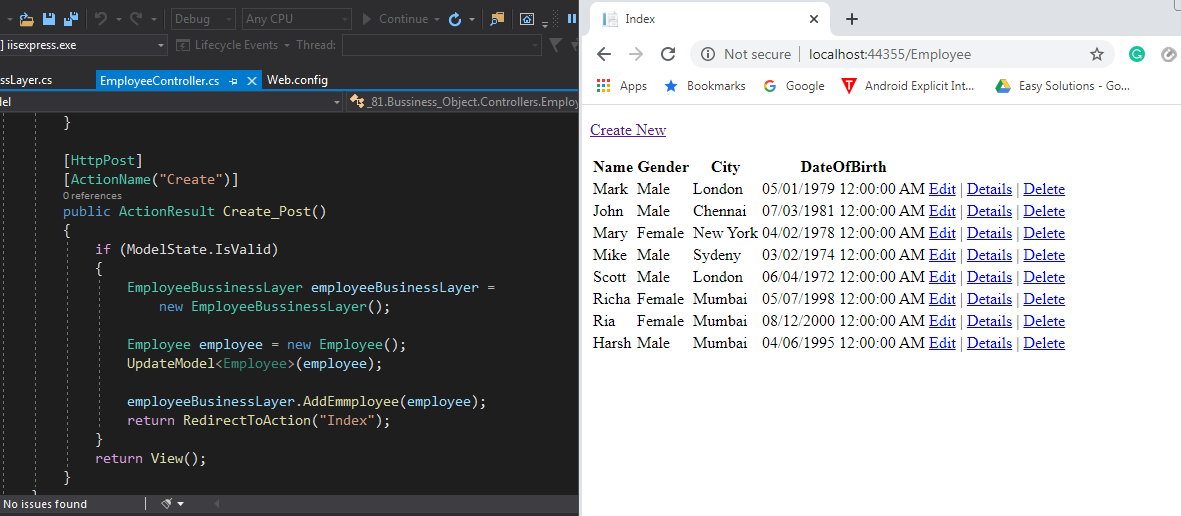 Debug Any CPU Continue
] iisexpress.exe Lifecycle Events Thread:
ssLayer.cs EmployeeController.cs Web.config
del _81.Bussiness_Object.Controllers.Employ
}
[HttpPost]
[ActionName("Create")]
0 references
public ActionResult Create_Post()
{
if (ModelState.IsValid)
{
EmployeeBussinessLayer employeeBusinessLayer =
new EmployeeBussinessLayer();
Employee employee = new Employee();
UpdateModel<Employee>(employee);
employeeBusinessLayer.AddEmmployee(employee);
return RedirectToAction("Index");
}
return View();
}
}
No issues found
Index
Not secure | localhost:44355/Employee
Apps Bookmarks Google Android Explicit Int... Easy Solutions - Go...
Create New
Name Gender City DateOfBirth
Mark Male London 05/01/1979 12:00:00 AM Edit | Details | Delete
John Male Chennai 07/03/1981 12:00:00 AM Edit | Details | Delete
Mary Female New York 04/02/1978 12:00:00 AM Edit | Details | Delete
Mike Male Sydeny 03/02/1974 12:00:00 AM Edit | Details | Delete
Scott Male London 06/04/1972 12:00:00 AM Edit | Details | Delete
Richa Female Mumbai 05/07/1998 12:00:00 AM Edit | Details | Delete
Ria Female Mumbai 08/12/2000 12:00:00 AM Edit | Details | Delete
Harsh Male Mumbai 04/06/1995 12:00:00 AM Edit | Details | Delete